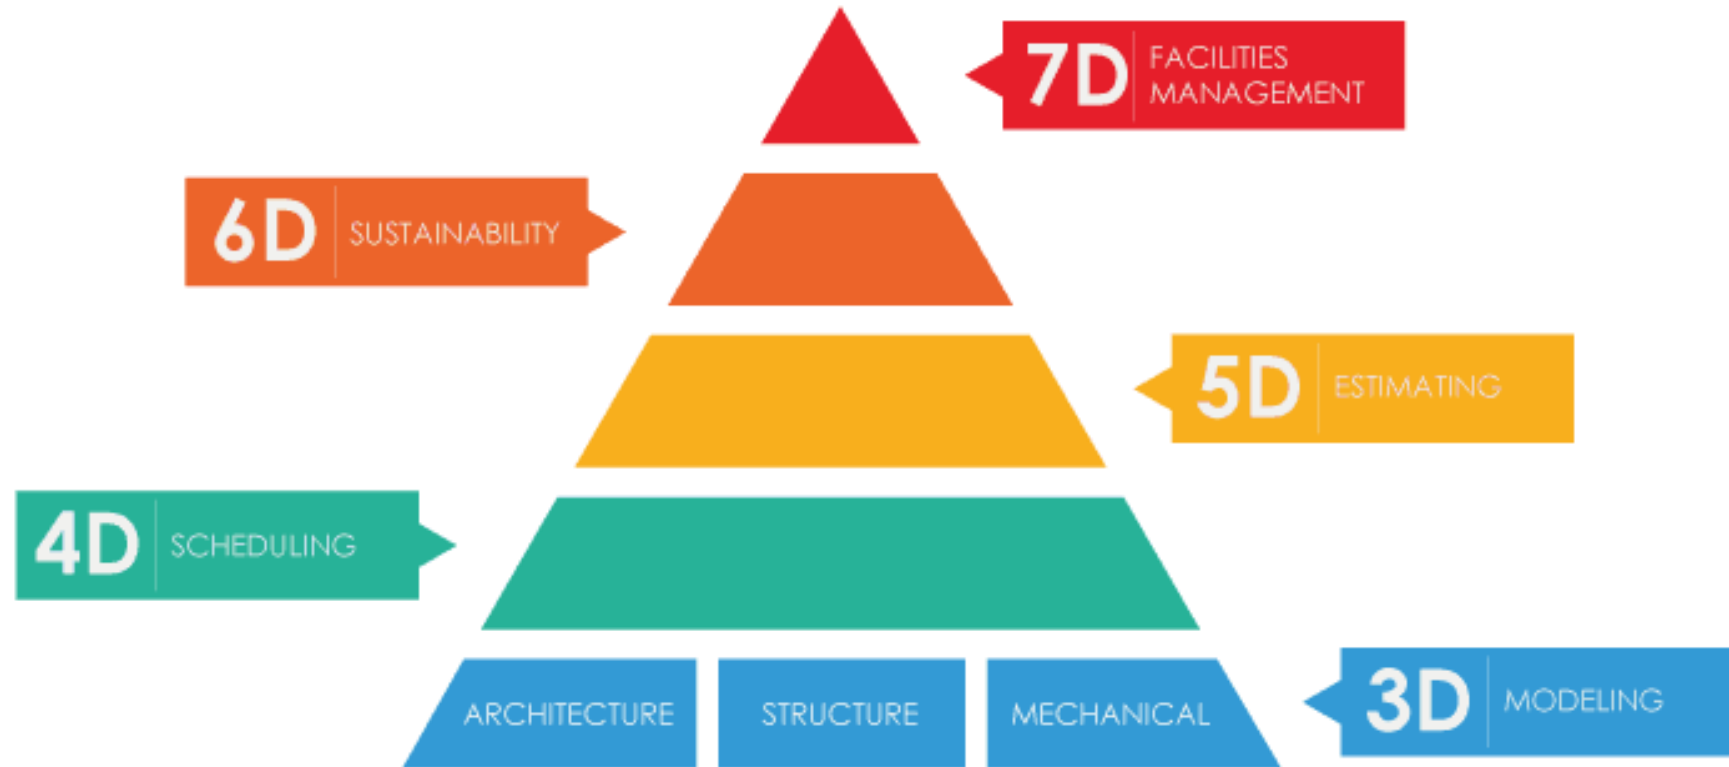 7D
FACILITIES
MANAGEMENT
6D
SUSTAINABILITY
5D
ESTIMATING
4D
SCHEDULING
ARCHITECTURE
STRUCTURE
MECHANICAL
3D
MODELING